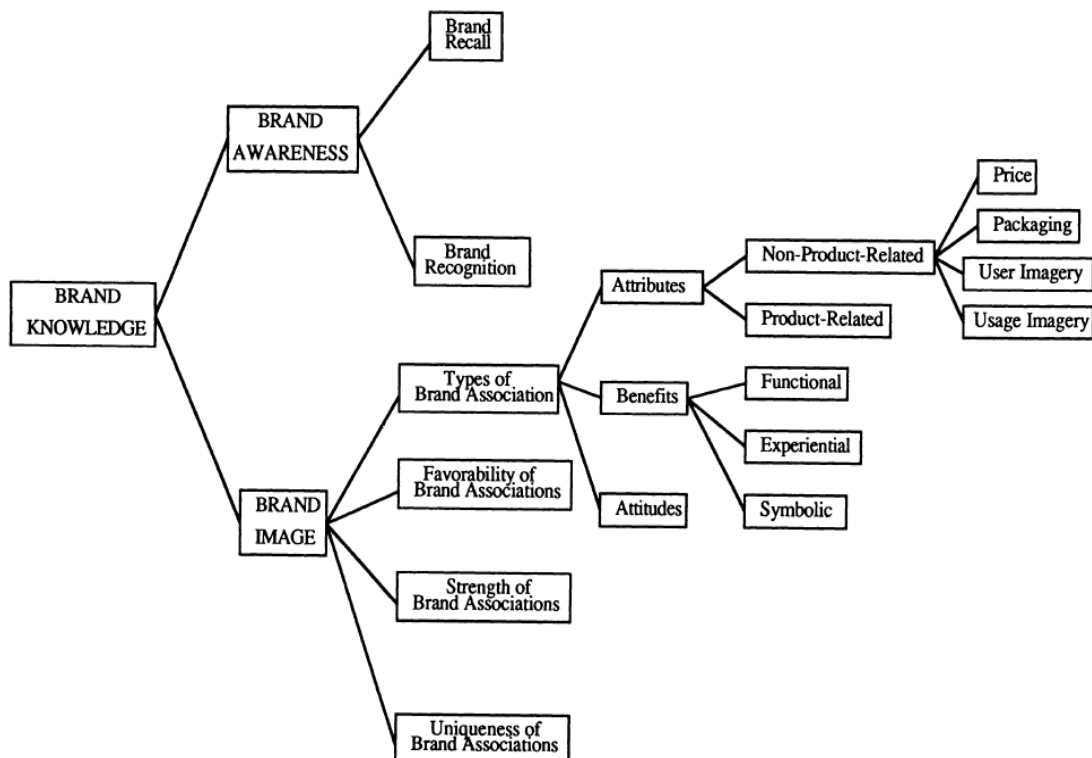 Brand
Recall
BRAND
AWARENESS
Brand
Recognition
BRAND
KNOWLEDGE
Price
Packaging
Non-Product-Related
User Imagery
Attributes
Product-Related
Usage Imagery
Types of
Brand Association
Functional
Benefits
Experiential
Favorability of
Brand Associations
BRAND
IMAGE
Attitudes
Symbolic
Strength of
Brand Associations
Uniqueness of
Brand Associations